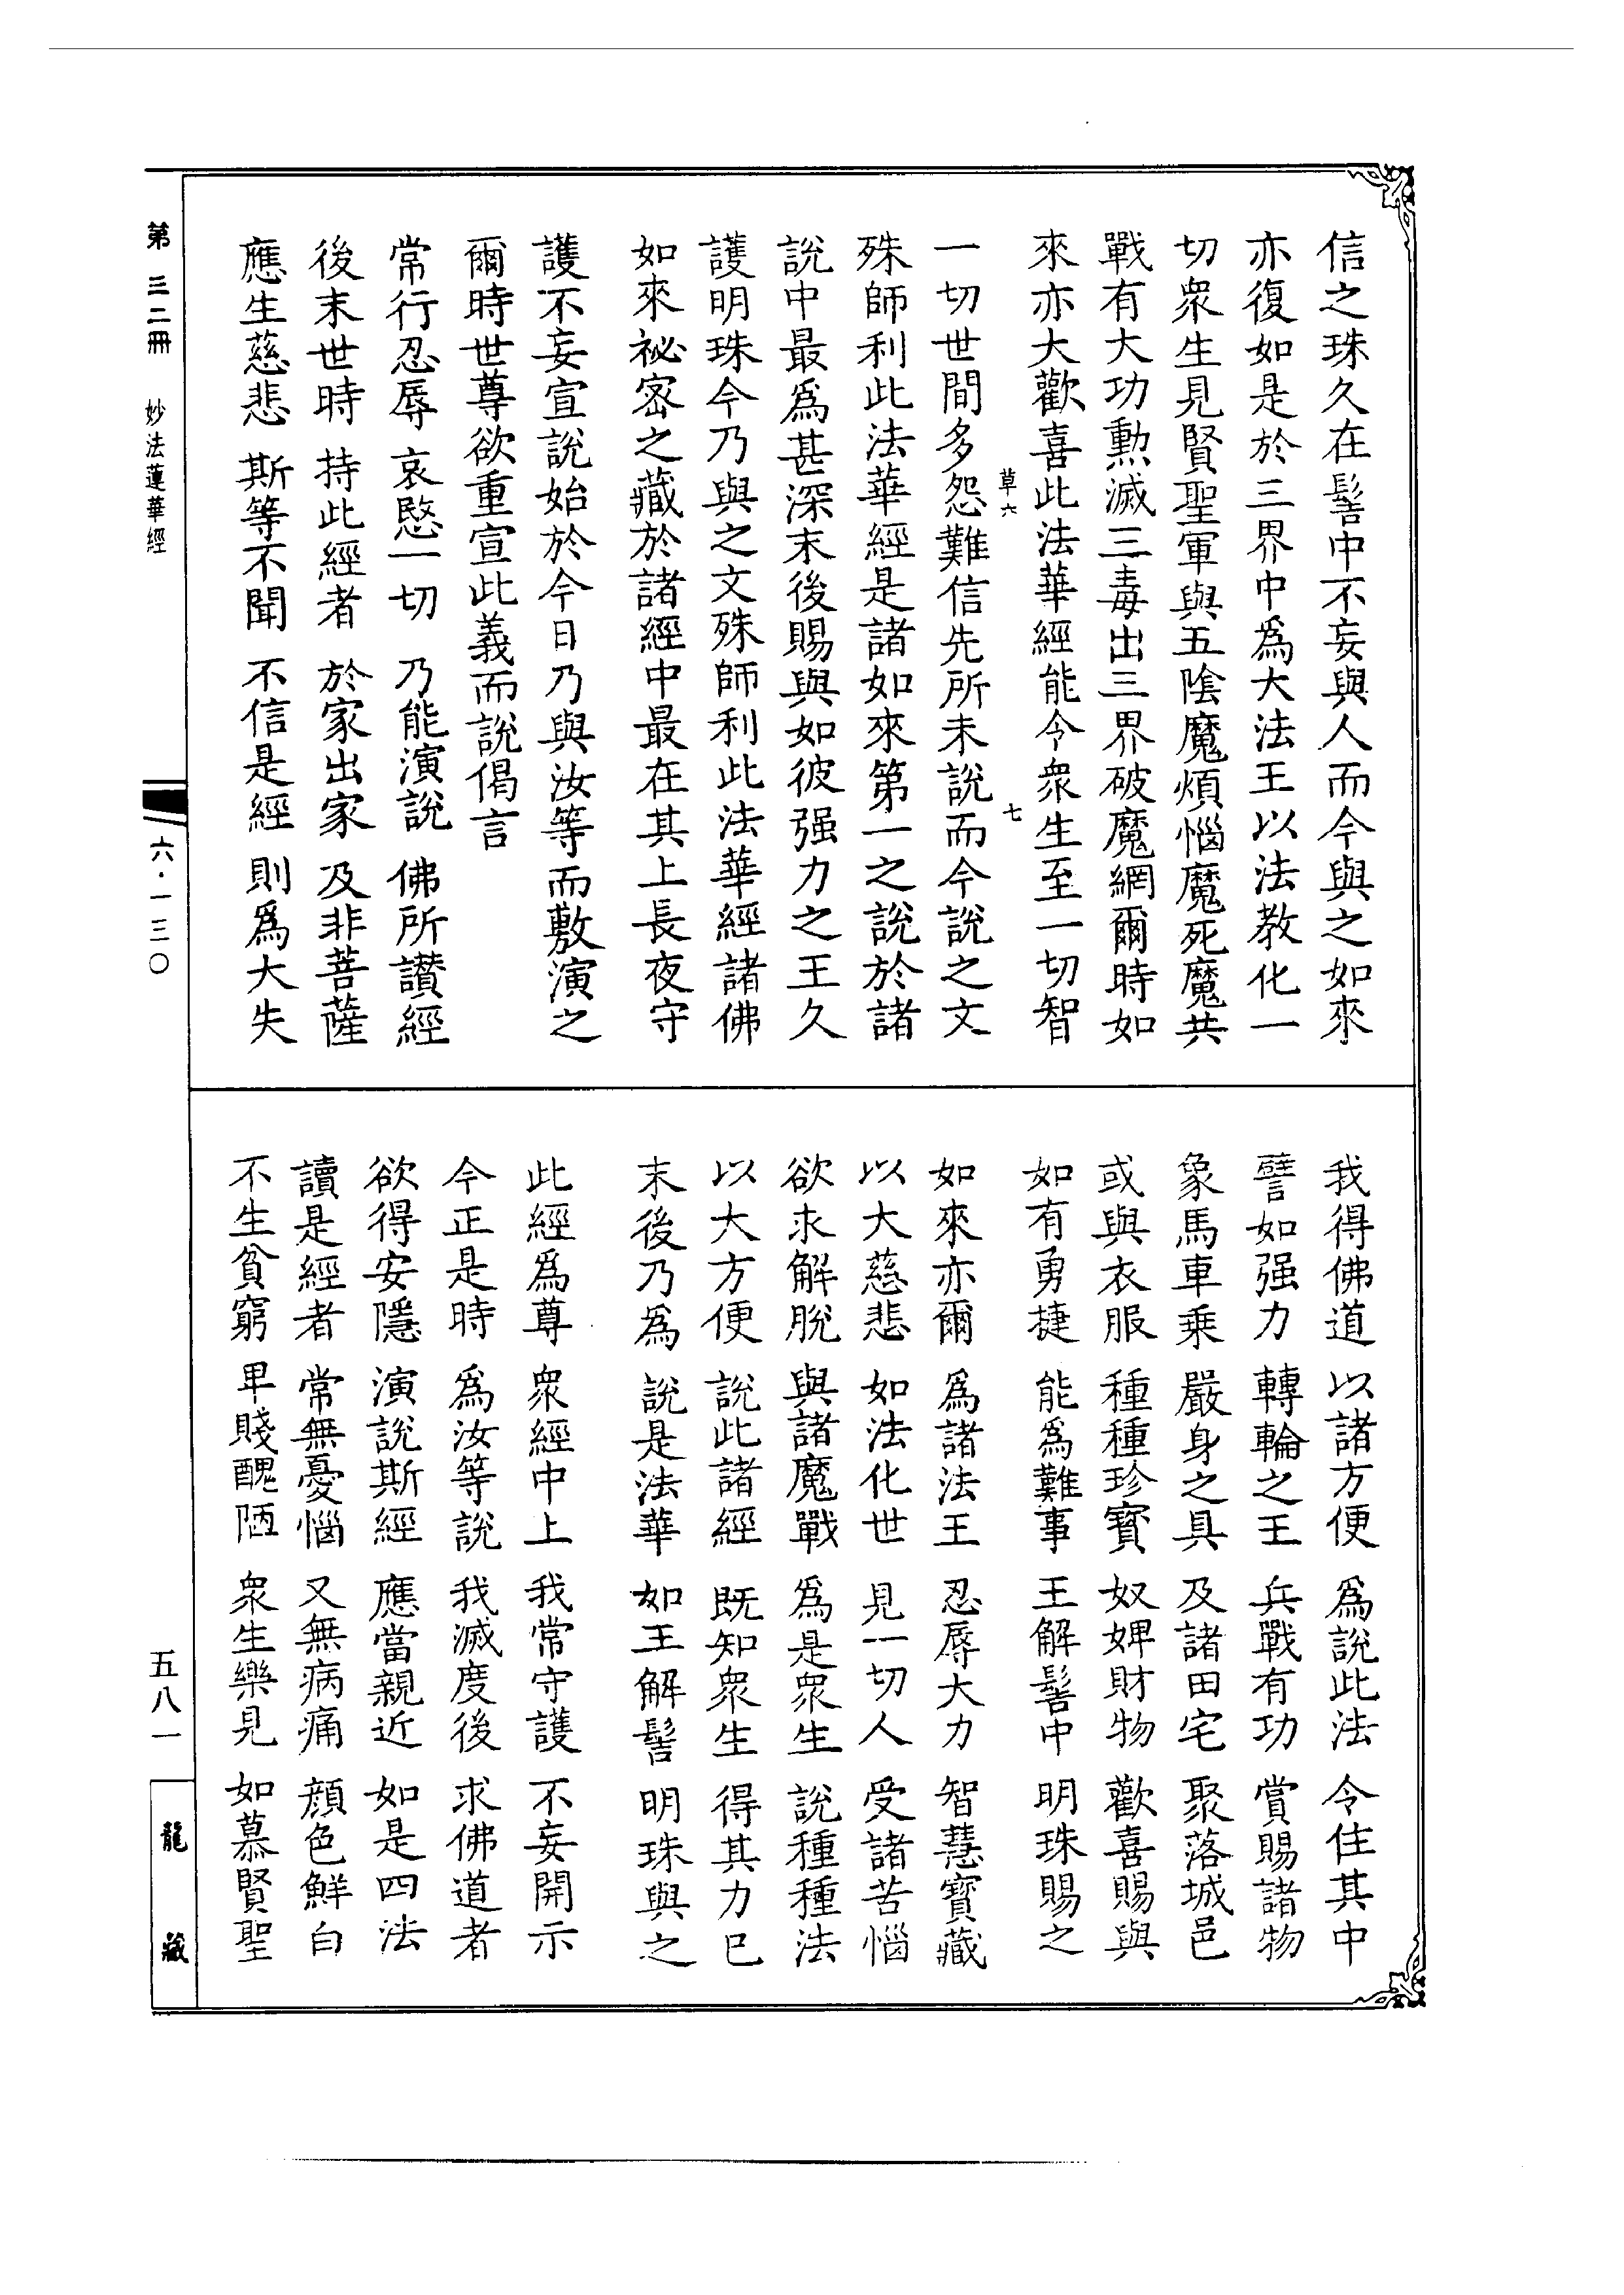 信之珠久在髻中不妄與人而今與之如來
亦復如是於三界中爲大法王以法教化一
切衆生見賢聖軍與五陰魔煩惱魔死魔共
戰有大功勳滅三毒出三界破魔網爾時如
來亦大歡喜此法華經能令衆生至一切智
草六
七
一切世間多怨難信先所未說而今說之文
殊師利此法華經是諸如來第一之說於諸
說中最爲甚深末後賜與如彼强力之王久
護明珠今乃與之文殊師利此法華經諸佛
如來祕密之藏於諸經中最在其上長夜守
護不妄宣說始於今日乃與汝等而敷演之
爾時世尊欲重宣此義而說偈言
常行忍辱 哀愍一切 乃能演說 佛所讃經
後末世時 持此經者 於家出家 及非菩薩
應生慈悲 斯等不聞 不信是經 則爲大失
我得佛道 以諸方便 爲說此法 令住其中
譬如强力 轉輪之王 兵戰有功 賞賜諸物
象馬車乘 嚴身之具 及諸田宅 聚落城邑
或與衣服 種種珍寳 奴婢財物 歡喜賜與
如有勇捷 能爲難事 王解髻中 明珠賜之
如來亦爾 爲諸法王 忍辱大力 智慧寳藏
以大慈悲 如法化世 見一切人 受諸苦惱
欲求解脫 與諸魔戰 爲是衆生 說種種法
以大方便 說此諸經 既知衆生 得其力已
末後乃爲 說是法華 如王解髻 明珠與之
此經爲尊 衆經中上 我常守護 不妄開示
今正是時 爲汝等說 我滅度後 求佛道者
欲得安隱 演說斯經 應當親近 如是四法
讀是經者 常無憂惱 又無病痛 顔色鮮白
不生貧窮 卑賤醜陋 衆生樂見 如慕賢聖
第三二冊 妙法蓮華經
六・一三〇
五八一
龍藏